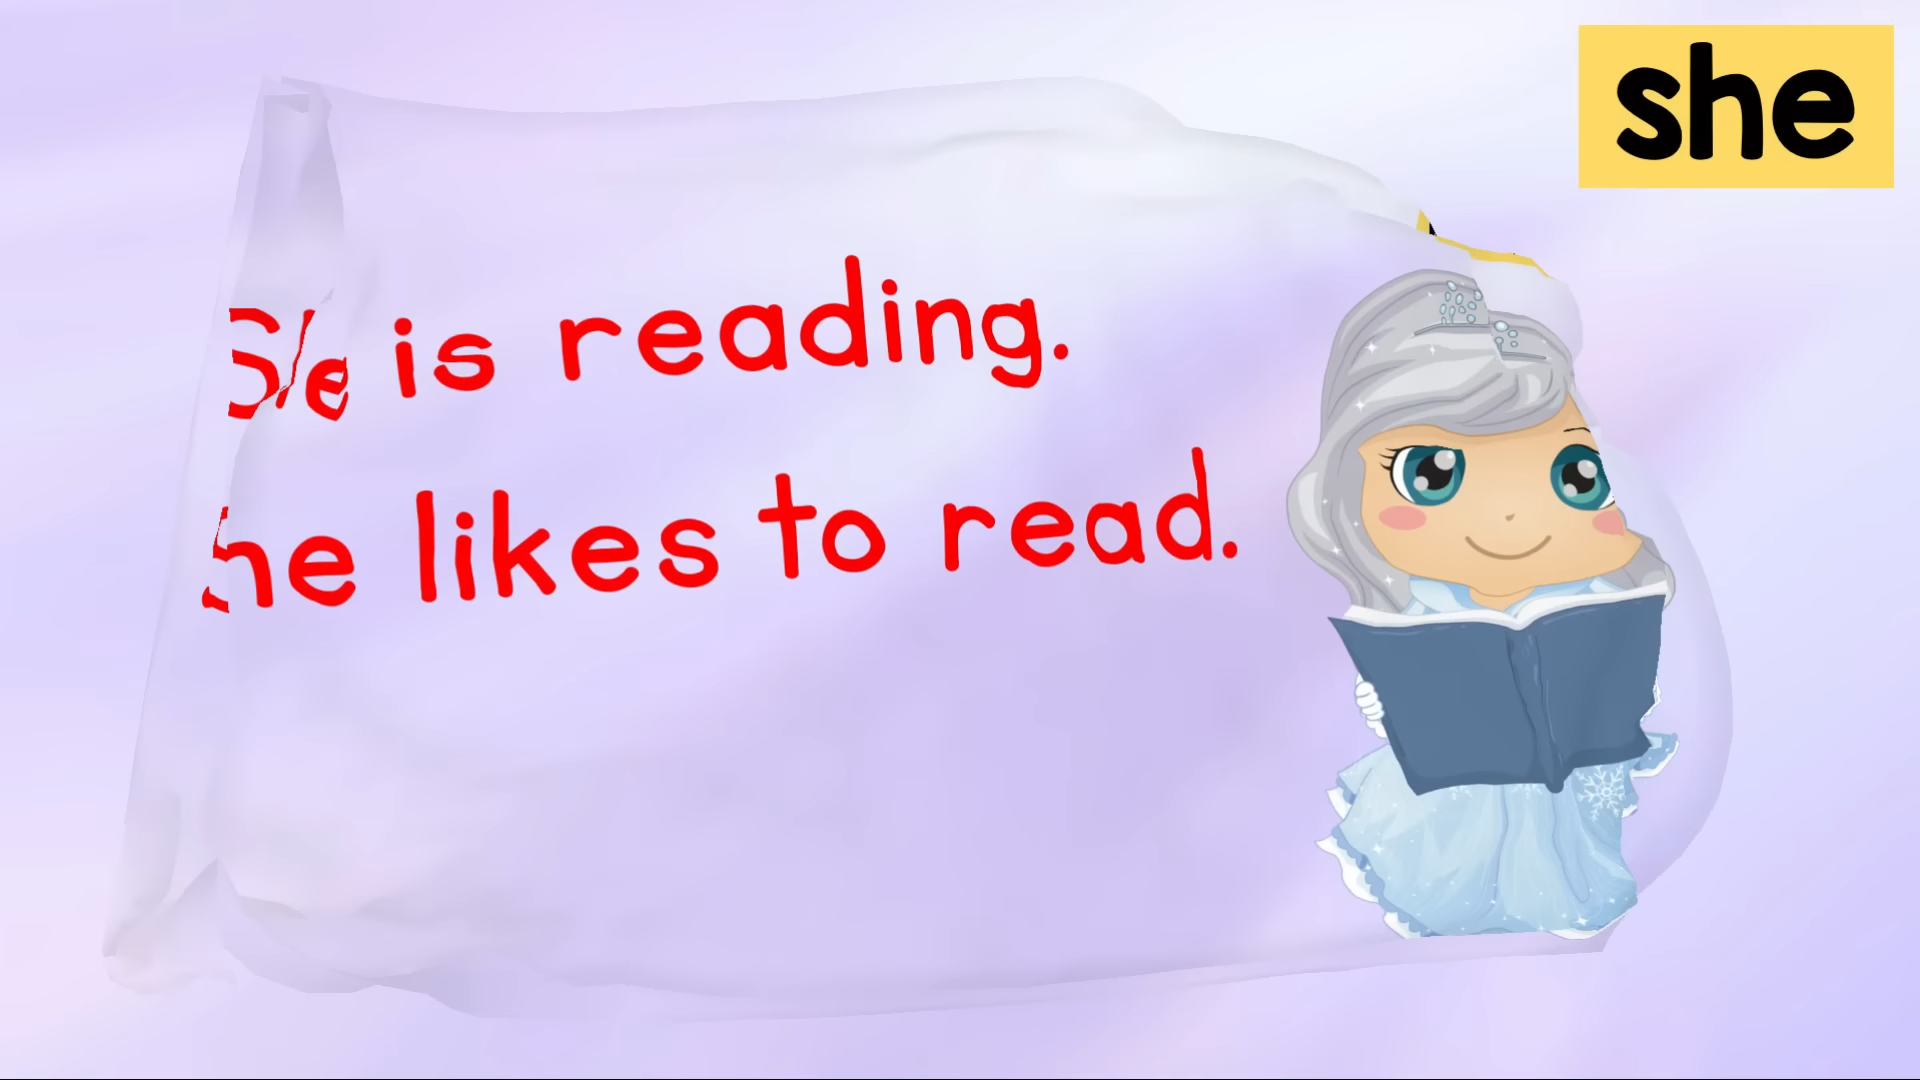 she
is reading.
likes to read.